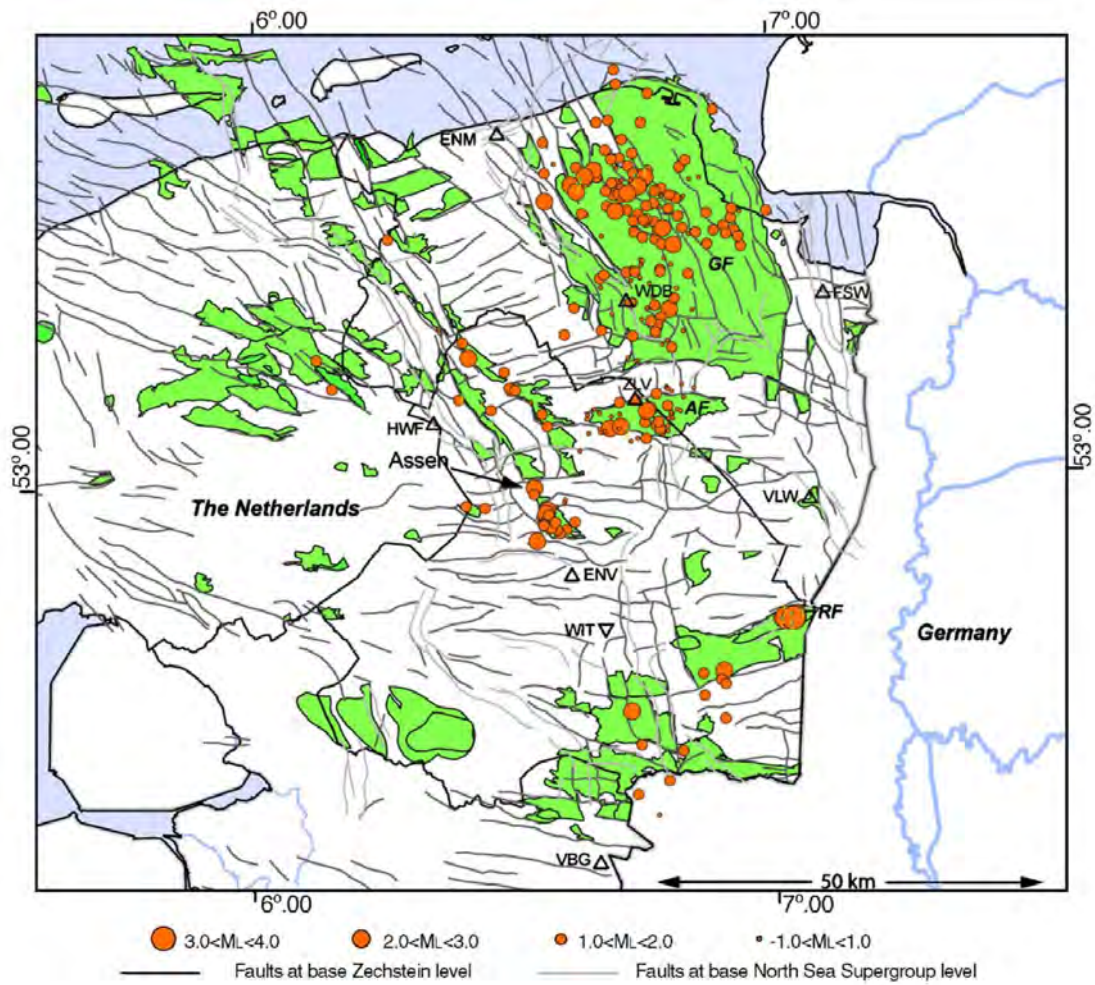 6°.00
7°.00
ENM
GF
WDB
FSW
ZLV
AF
HWF
Assen
53°.00
53°.00
The Netherlands
VLW
ENV
WIT
RF
Germany
VBG
50 km
6°.00
7°.00
3.0<ML<4.0 2.0<ML<3.0 1.0<ML<2.0 -1.0<ML<1.0
Faults at base Zechstein level Faults at base North Sea Supergroup level